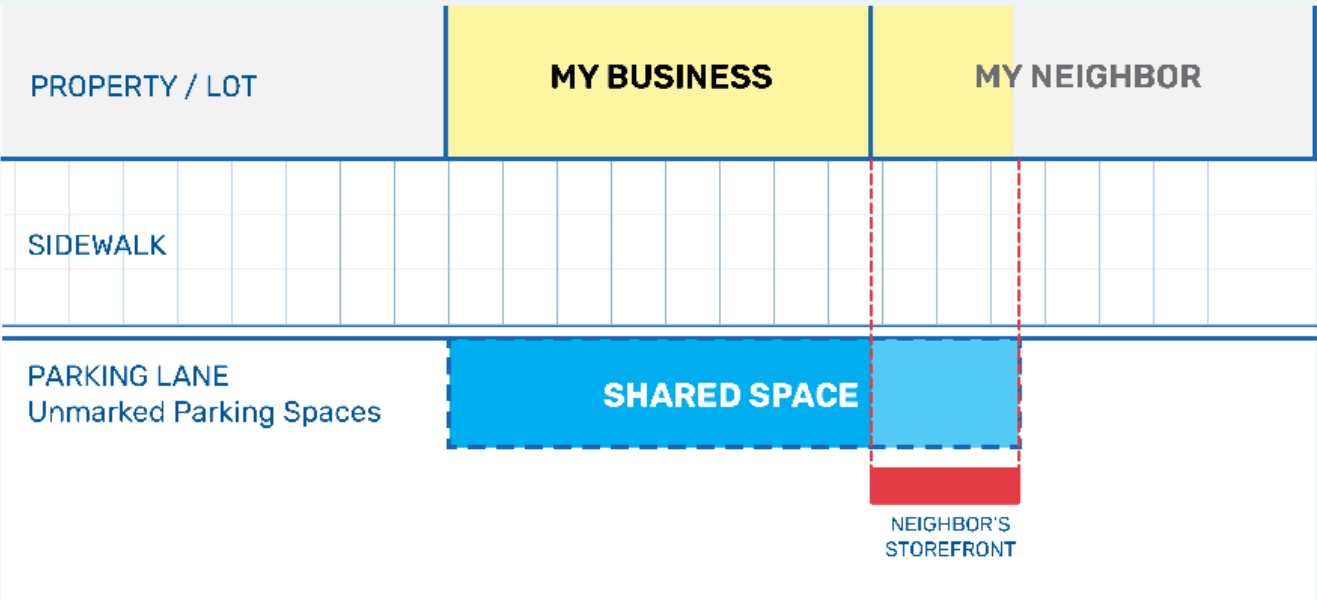 PROPERTY / LOT
MY BUSINESS
MY NEIGHBOR
SIDEWALK
PARKING LANE
Unmarked Parking Spaces
SHARED SPACE
NEIGHBOR'S
STOREFRONT